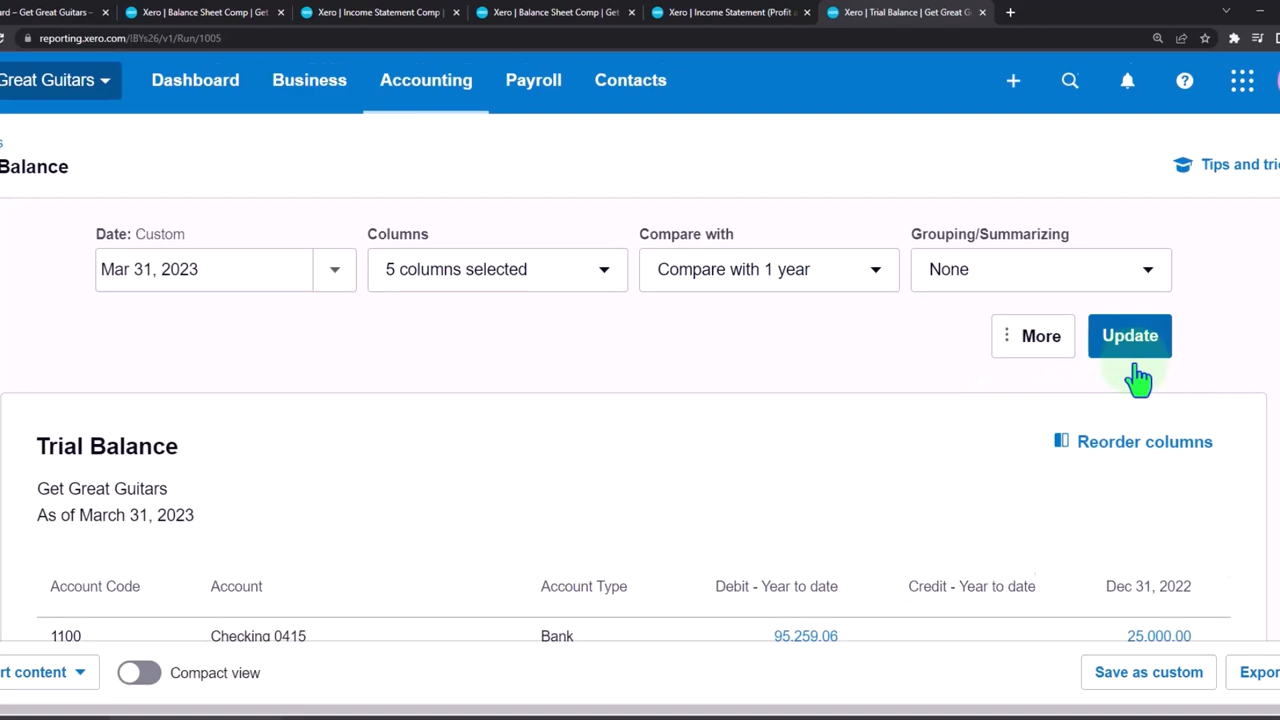 ard – Get Great Guitars –
Xero | Balance Sheet Comp | Get
Xero | Income Statement Comp |
Xero | Balance Sheet Comp | Get
Xero | Income Statement (Profit a
Xero | Trial Balance | Get Great G
reporting.xero.com/!BYs26/v1/Run/1005
Great Guitars
Dashboard
Business
Accounting
Payroll
Contacts
s
Balance
Tips and tri
Date: Custom
Columns
Compare with
Grouping/Summarizing
Mar 31, 2023
5 columns selected
Compare with 1 year
None
More
Update
Trial Balance
Reorder columns
Get Great Guitars
As of March 31, 2023
Account Code
Account
Account Type
Debit - Year to date
Credit - Year to date
Dec 31, 2022
1100
Checking 0415
Bank
95,259.06
25,000.00
rt content
Compact view
Save as custom
Expor